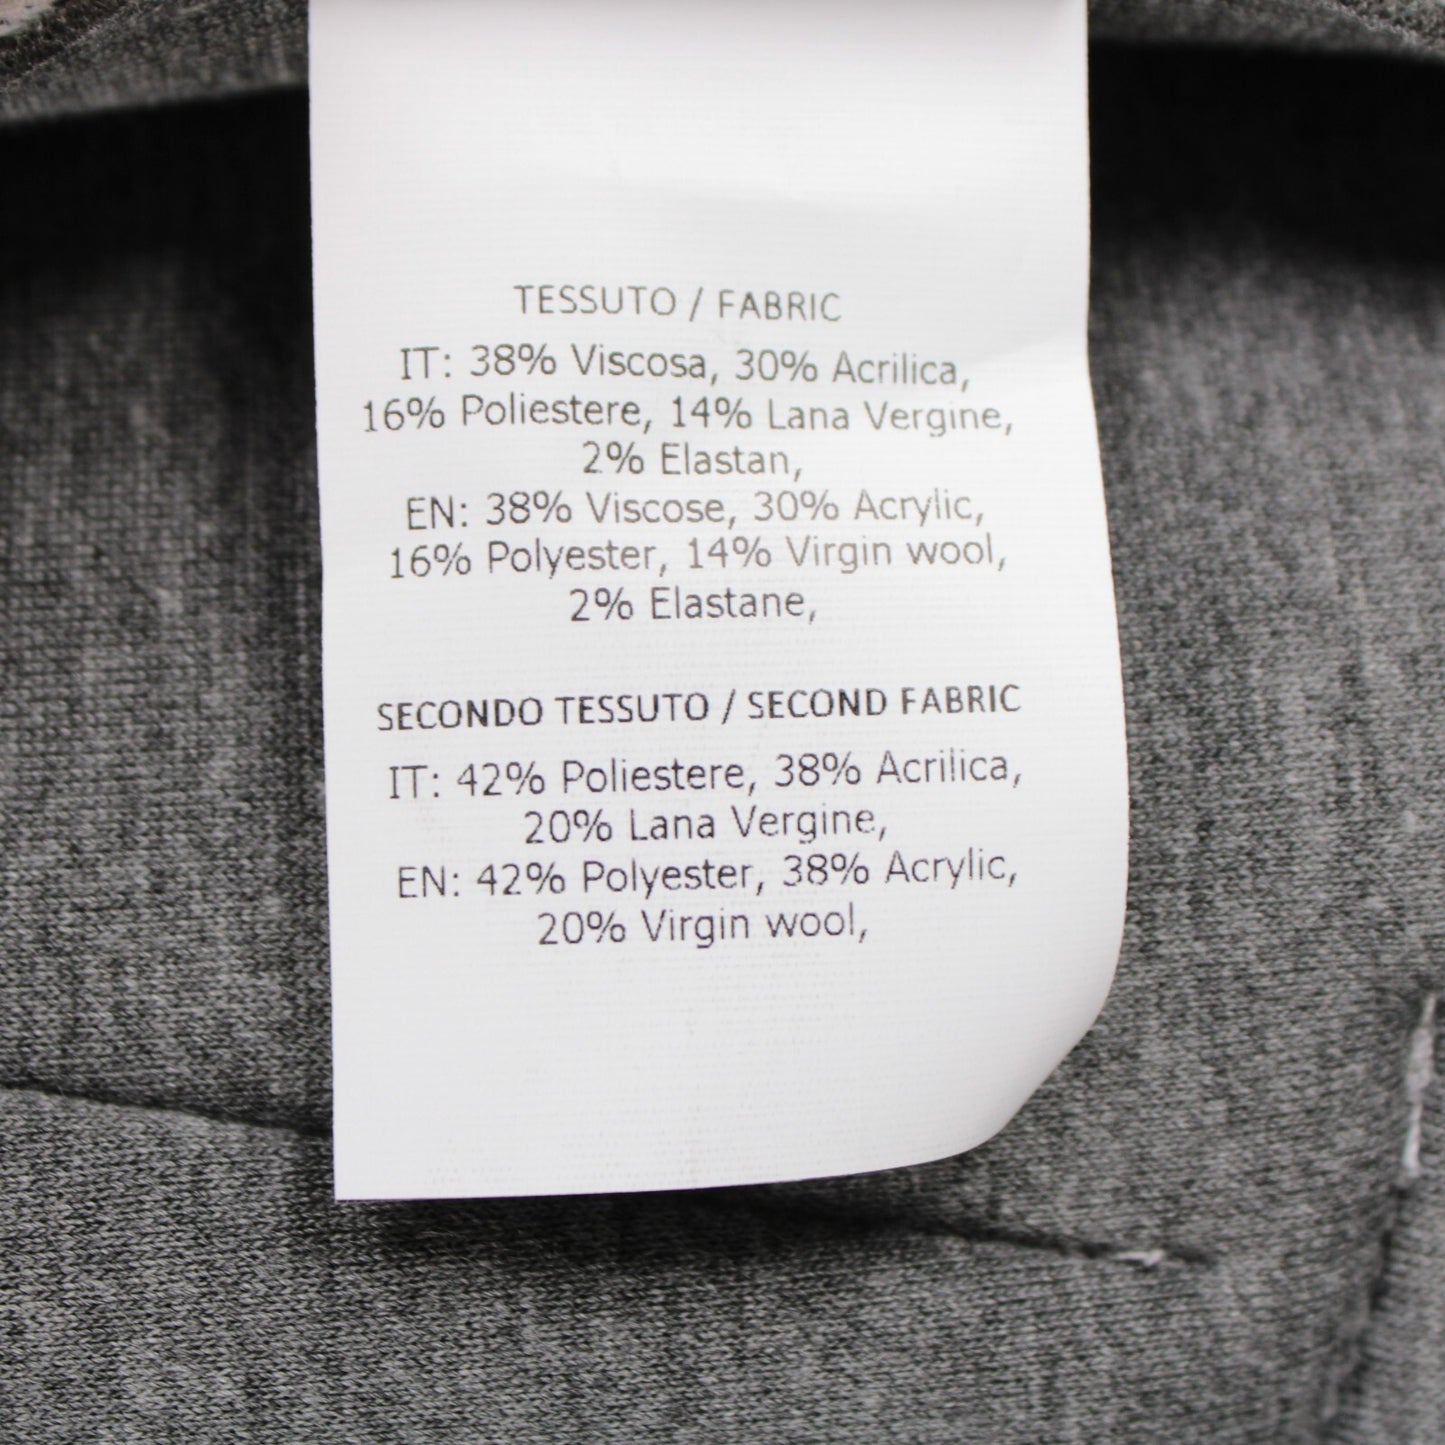 TESSUTO / FABRIC
IT: 38% Viscosa, 30% Acrilica,
16% Poliestere, 14% Lana Vergine,
2% Elastan,
EN: 38% Viscose, 30% Acrylic,
16% Polyester, 14% Virgin wool,
2% Elastane,
SECONDO TESSUTO / SECOND FABRIC
IT: 42% Poliestere, 38% Acrilica,
20% Lana Vergine,
EN: 42% Polyester, 38% Acrylic,
20% Virgin wool,